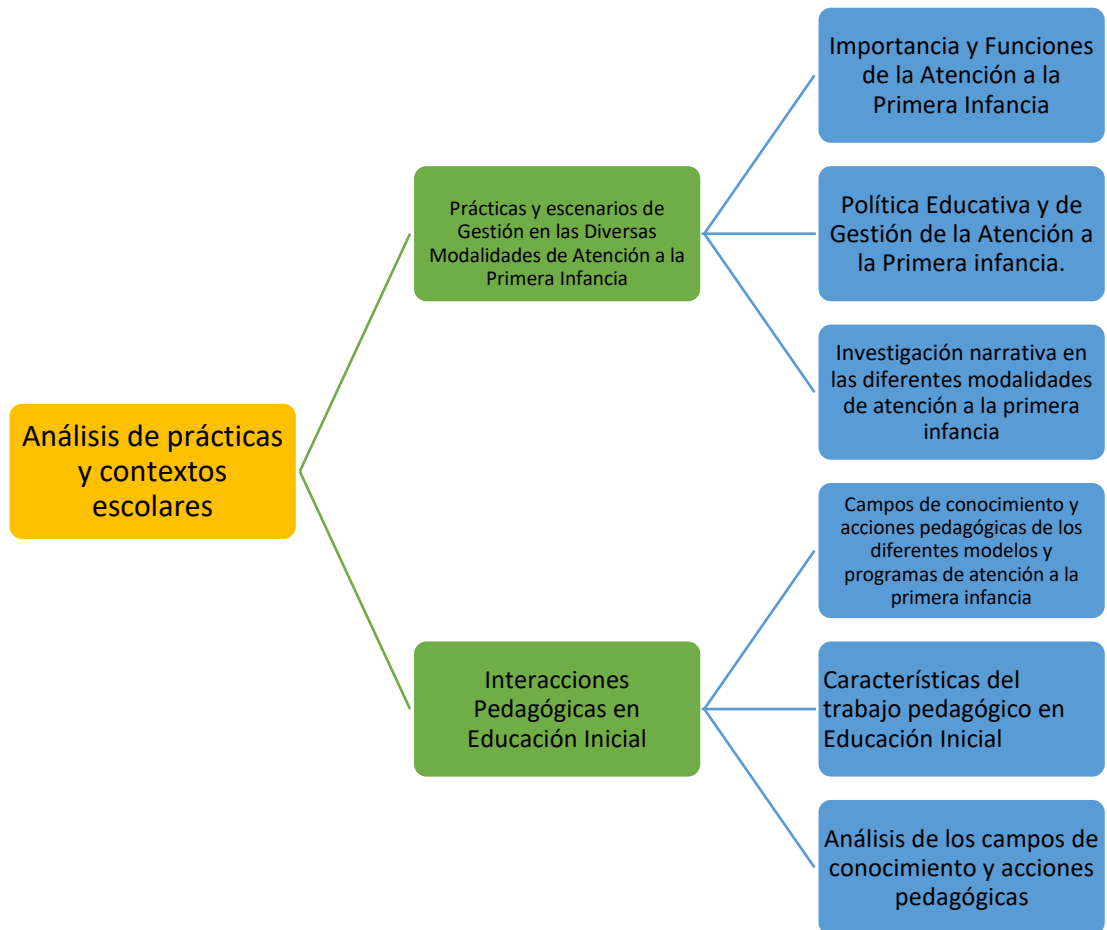 Análisis de prácticas
y contextos
escolares
Prácticas y escenarios de
Gestión en las Diversas
Modalidades de Atención a la
Primera Infancia
Importancia y Funciones
de la Atención a la
Primera Infancia
Política Educativa y de
Gestión de la Atención a
la Primera infancia.
Investigación narrativa en
las diferentes modalidades
de atención a la primera
infancia
Interacciones
Pedagógicas en
Educación Inicial
Campos de conocimiento y
acciones pedagógicas de los
diferentes modelos y
programas de atención a la
primera infancia
Características del
trabajo pedagógico en
Educación Inicial
Análisis de los campos de
conocimiento y acciones
pedagógicas